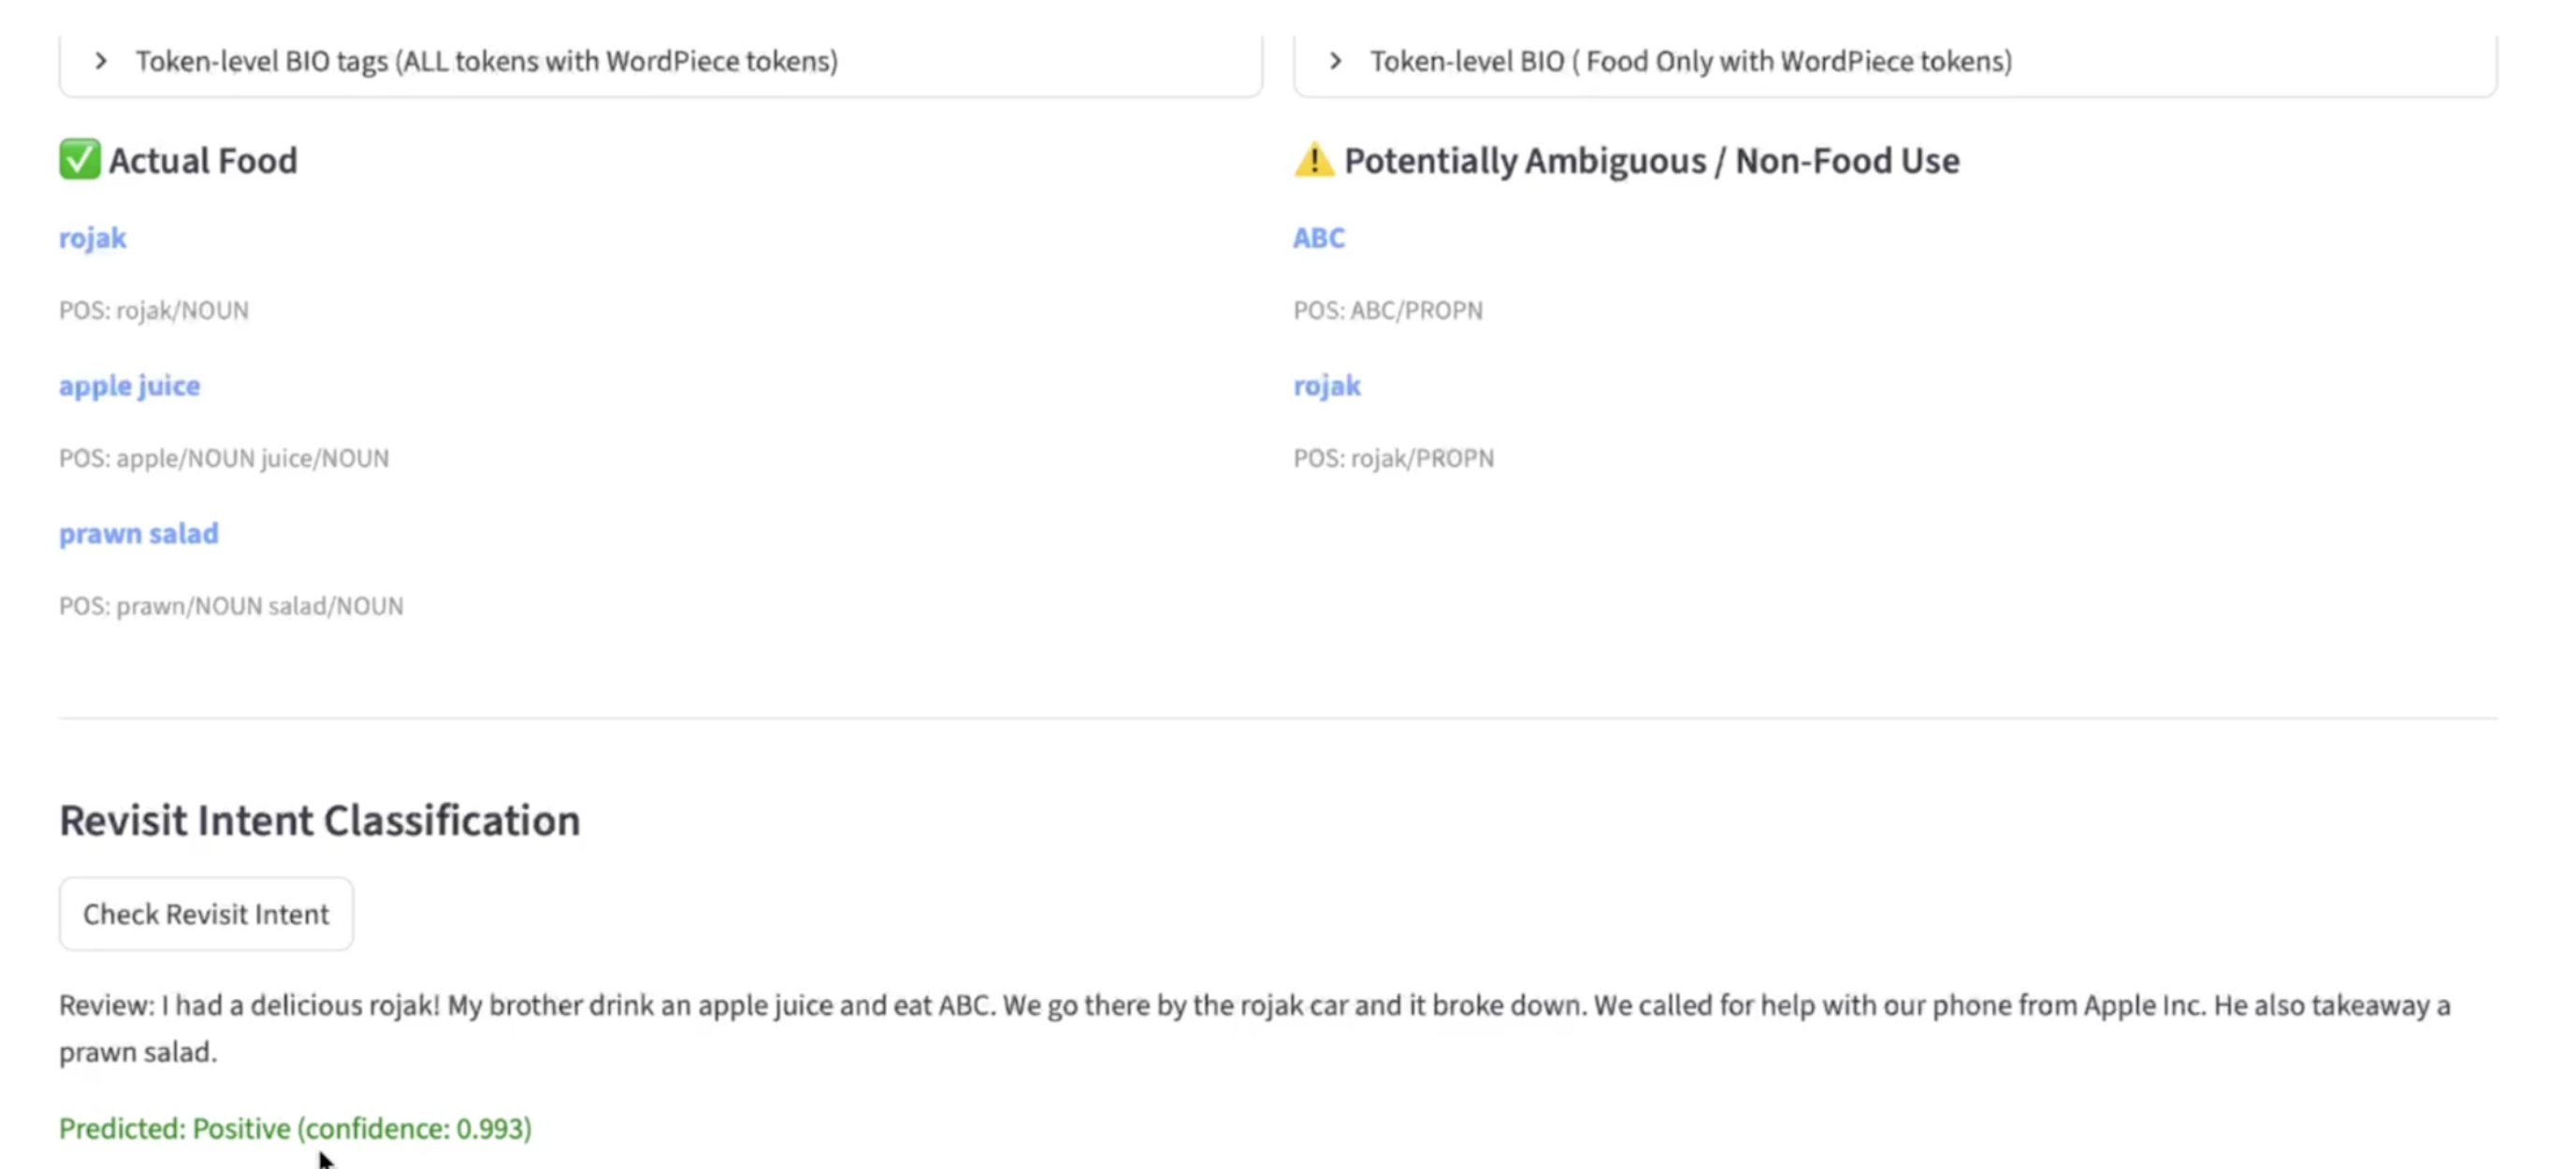 Token-level BIO tags (ALL tokens with WordPiece tokens)
Token-level BIO ( Food Only with WordPiece tokens)
Actual Food
rojak
POS: rojak/NOUN
apple juice
POS: apple/NOUN juice/NOUN
prawn salad
POS: prawn/NOUN salad/NOUN
Potentially Ambiguous / Non-Food Use
ABC
POS: ABC/PROPN
rojak
POS: rojak/PROPN
Revisit Intent Classification
Check Revisit Intent
Review: I had a delicious rojak! My brother drink an apple juice and eat ABC. We go there by the rojak car and it broke down. We called for help with our phone from Apple Inc. He also takeaway a
prawn salad.
Predicted: Positive (confidence: 0.993)